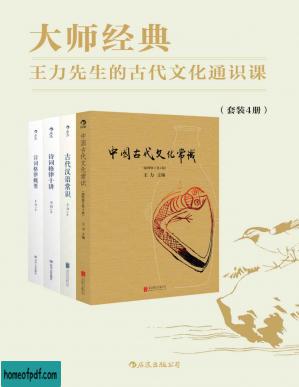 大师经典
王力先生的古代文化通识课
（套装4册）
诗词格律概要
诗词格律十讲
古代汉语常识
中国古代文化常识
王力 主编
homeofpdf.com
后浪出版公司